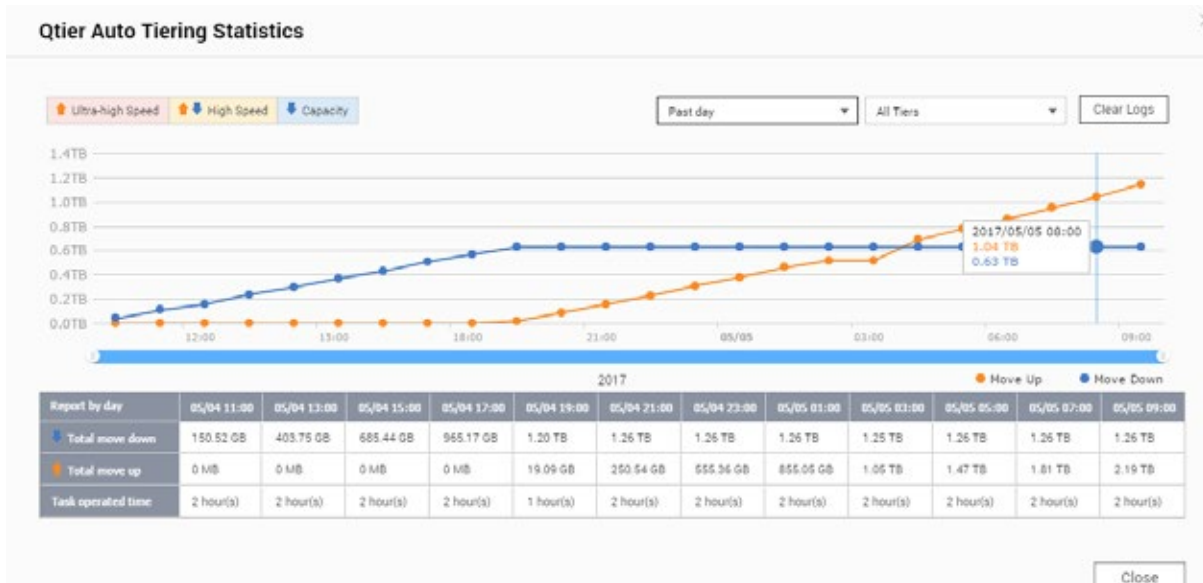 Qtier Auto Tiering Statistics
Ultra-high Speed High Speed Capacity Past day All Tiers Clear Logs
1.4TB
1.2TB
1.0TB
0.8TB
0.6TB
0.4TB
0.2TB
0.0TB
2017/05/05 08:00
1.04 TB
0.63 TB
12:00 15:00 18:00 21:00 05/05 03:00 06:00 09:00
2017
Move Up Move Down
Report by day 05/04 11:00 05/04 13:00 05/04 15:00 05/04 17:00 05/04 19:00 05/04 21:00 05/04 23:00 05/05 01:00 05/05 03:00 05/05 05:00 05/05 07:00 05/05 09:00
Total move down 150.52 GB 403.75 GB 685.44 GB 965.17 GB 1.20 TB 1.26 TB 1.26 TB 1.26 TB 1.25 TB 1.26 TB 1.26 TB 1.26 TB
Total move up 0 MB 0 MB 0 MB 0 MB 19.09 GB 250.54 GB 555.36 GB 855.05 GB 1.05 TB 1.47 TB 1.81 TB 2.19 TB
Task operated time 2 hour(s) 2 hour(s) 2 hour(s) 2 hour(s) 1 hour(s) 2 hour(s) 2 hour(s) 2 hour(s) 2 hour(s) 2 hour(s) 2 hour(s) 2 hour(s)
Close